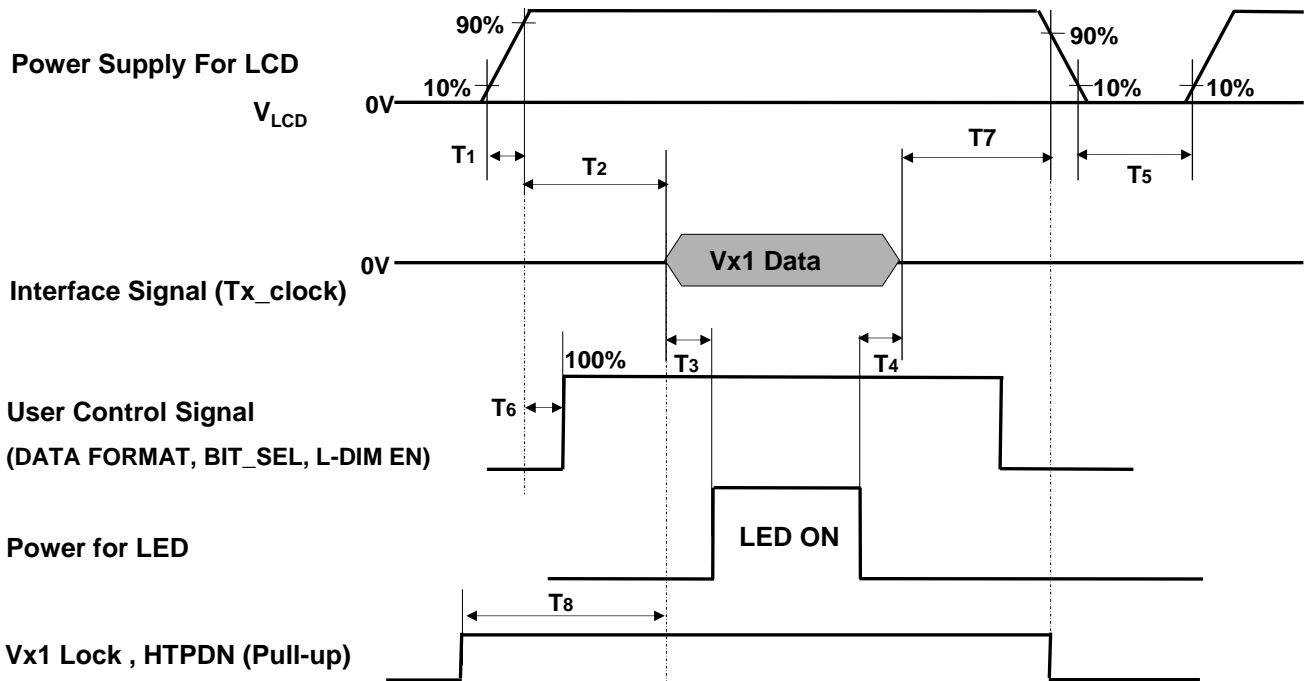 90%
90%
Power Supply For LCD
10%
10%
10%
VLCD
0V
T1
T2
T7
T5
0V
Vx1 Data
Interface Signal (Tx_clock)
100%
T3
T4
User Control Signal
T6
(DATA FORMAT, BIT_SEL, L-DIM EN)
LED ON
Power for LED
T8
Vx1 Lock , HTPDN (Pull-up)